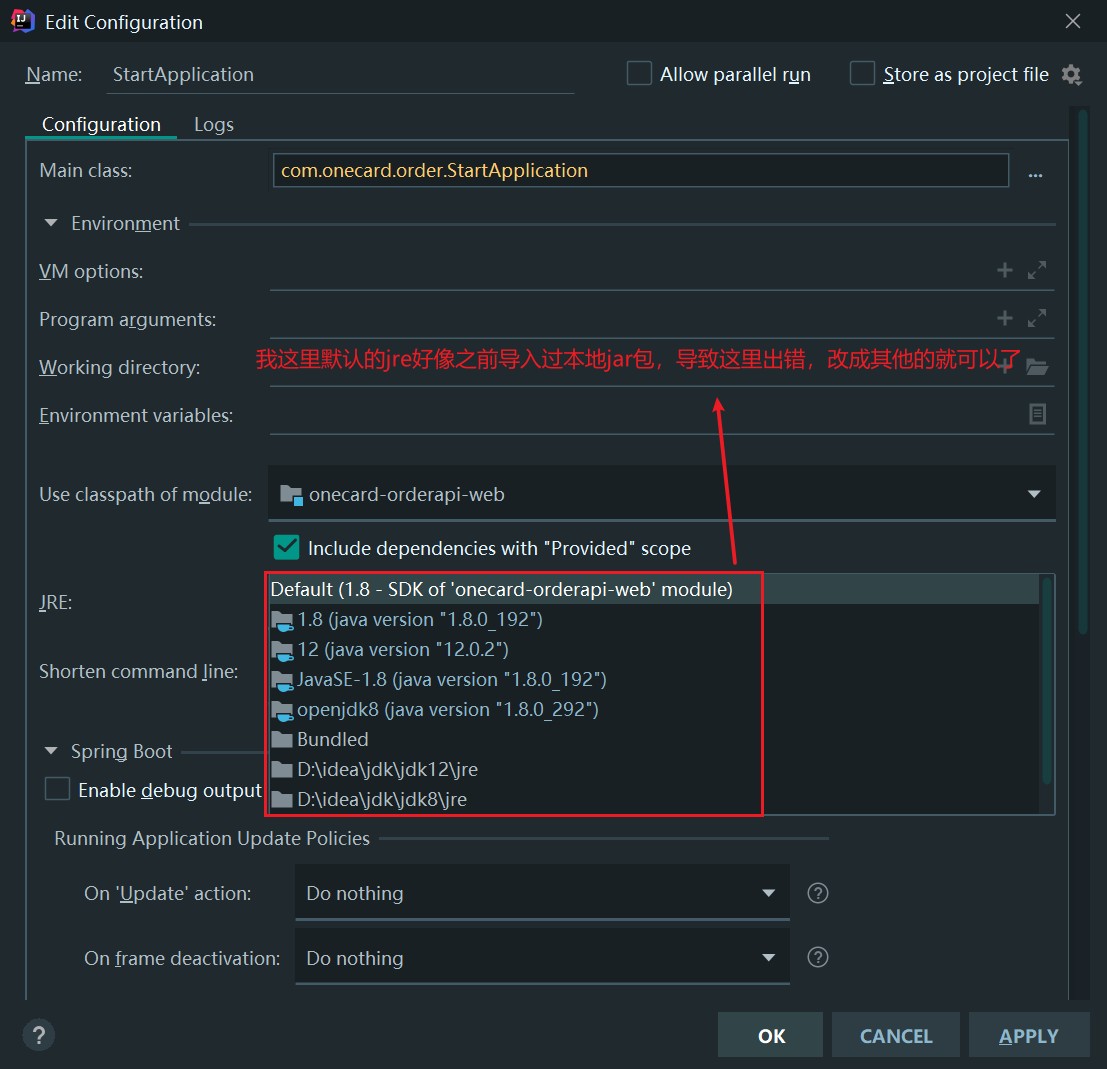 Edit Configuration
Name: StartApplication
Allow parallel run
Store as project file
Configuration
Logs
Main class: com.onecard.order.StartApplication ...
Environment
VM options:
Program arguments:
Working directory:
我这里默认的jre好像之前导入过本地jar包，导致这里出错，改成其他的就可以了
Environment variables:
Use classpath of module: onecard-orderapi-web
Include dependencies with "Provided" scope
JRE:
Default (1.8 - SDK of 'onecard-orderapi-web' module)
1.8 (java version "1.8.0_192")
12 (java version "12.0.2")
JavaSE-1.8 (java version "1.8.0_192")
openjdk8 (java version "1.8.0_292")
Bundled
D:\idea\jdk\jdk12\jre
D:\idea\jdk\jdk8\jre
Shorten command line:
Spring Boot
Enable debug output
Running Application Update Policies
On 'Update' action: Do nothing ?
On frame deactivation: Do nothing ?
? OK CANCEL APPLY